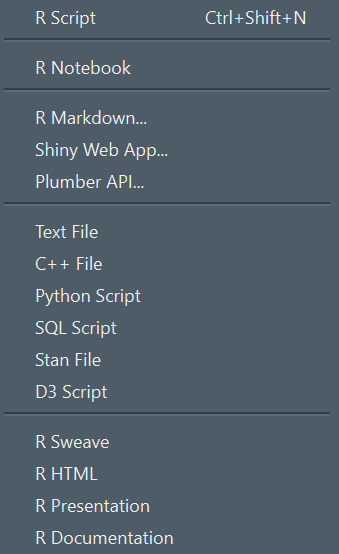 R Script Ctrl+Shift+N
R Notebook
R Markdown...
Shiny Web App...
Plumber API...
Text File
C++ File
Python Script
SQL Script
Stan File
D3 Script
R Sweave
R HTML
R Presentation
R Documentation